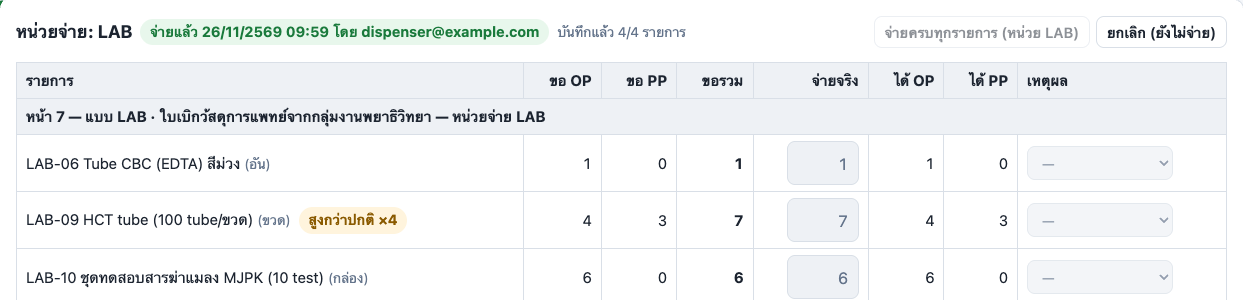 หน่วยจ่าย: LAB จ่ายแล้ว 26/11/2569 09:59 โดย dispenser@example.com บันทึกแล้ว 4/4 รายการ จ่ายครบทุกรายการ (หน่วย LAB) ยกเลิก (ยังไม่จ่าย)
รายการ ขอ OP ขอ PP ขอรวม จ่ายจริง ได้ OP ได้ PP เหตุผล
หน้า 7 — แบบ LAB · ใบเบิกวัสดุการแพทย์จากกลุ่มงานพยาธิวิทยา — หน่วยจ่าย LAB
LAB-06 Tube CBC (EDTA) สีม่วง (อัน) 1 0 1 1 1 0 —
LAB-09 HCT tube (100 tube/ขวด) (ขวด) สูงกว่าปกติ ×4 4 3 7 7 4 3 —
LAB-10 ชุดทดสอบสารฆ่าแมลง MJPK (10 test) (กล่อง) 6 0 6 6 6 0 —